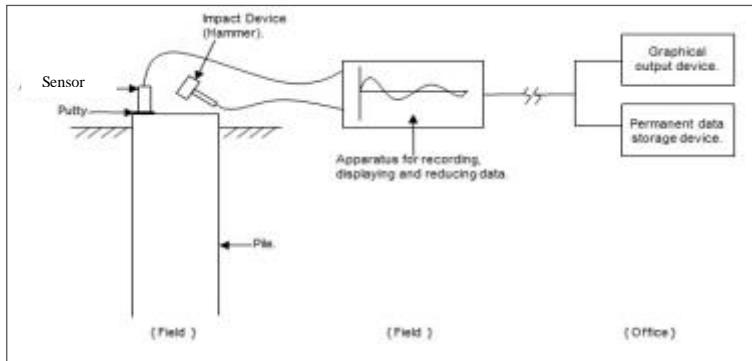 Impact Device
(Hammer).
Sensor
Putty
Pile.
Apparatus for recording,
displaying and reducing data.
Graphical
output device.
Permanent data
storage device.
(Field)
(Field)
(Office)